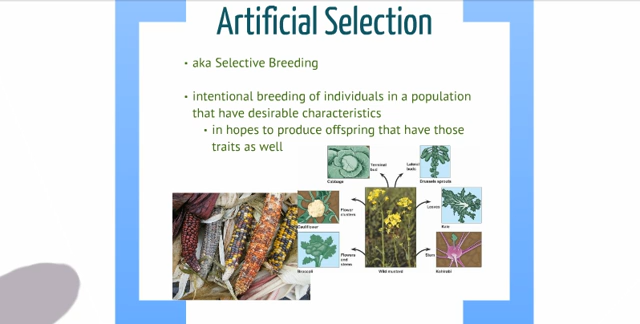 Artificial Selection
• aka Selective Breeding
• intentional breeding of individuals in a population
that have desirable characteristics
• in hopes to produce offspring that have those
traits as well
Terminal
bud
Lateral
buds
Cabbage
Brussels sprouts
Flower
clusters
Leaves
Cauliflower
Kale
Flowers
and
stems
Stem
Broccoli
Wild mustard
Kohlrabi